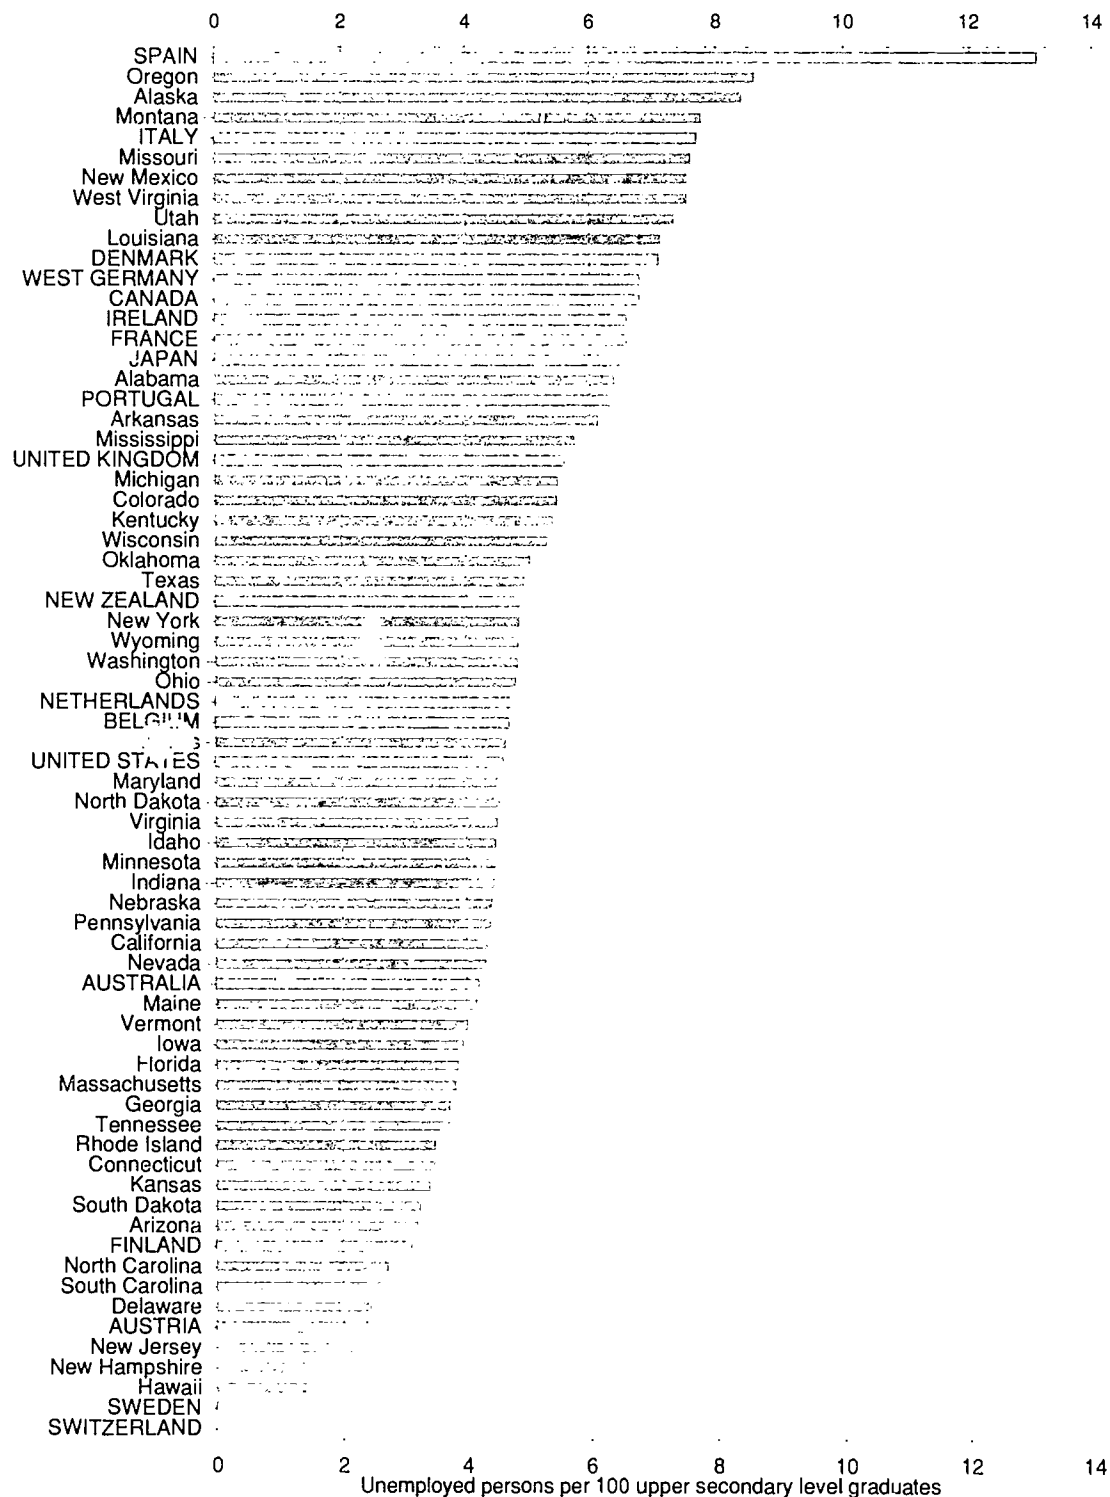 0 2 4 6 8 10 12 14
SPAIN
Oregon
Alaska
Montana
ITALY
Missouri
New Mexico
West Virginia
Utah
Louisiana
DENMARK
WEST GERMANY
CANADA
IRELAND
FRANCE
JAPAN
Alabama
PORTUGAL
Arkansas
Mississippi
UNITED KINGDOM
Michigan
Colorado
Kentucky
Wisconsin
Oklahoma
Texas
NEW ZEALAND
New York
Wyoming
Washington
Ohio
NETHERLANDS
BELGIUM
UNITED STATES
Maryland
North Dakota
Virginia
Idaho
Minnesota
Indiana
Nebraska
Pennsylvania
California
Nevada
AUSTRALIA
Maine
Vermont
Iowa
Florida
Massachusetts
Georgia
Tennessee
Rhode Island
Connecticut
Kansas
South Dakota
Arizona
FINLAND
North Carolina
South Carolina
Delaware
AUSTRIA
New Jersey
New Hampshire
Hawaii
SWEDEN
SWITZERLAND
0 2 4 6 8 10 12 14
Unemployed persons per 100 upper secondary level graduates